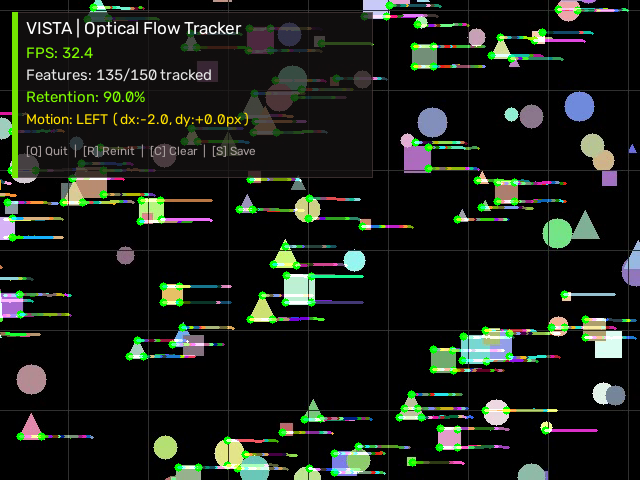 VISTA | Optical Flow Tracker
FPS: 32.4
Features: 135/150 tracked
Retention: 90.0%
Motion: LEFT (dx:-2.0, dy:+0.0px)
[Q] Quit | [R] Reinit | [C] Clear | [S] Save